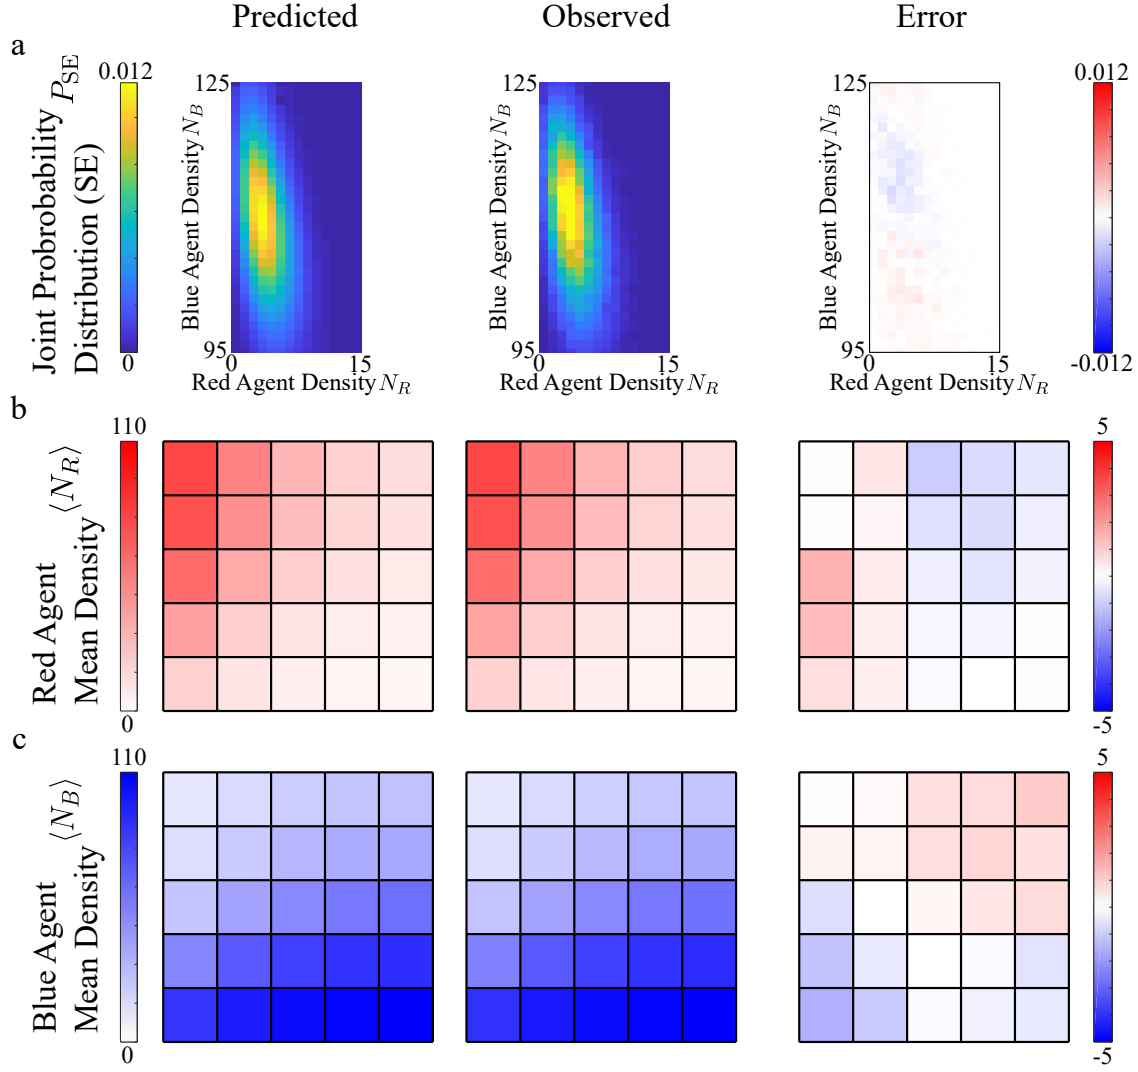 Predicted
Observed
Error
a
Joint Probrobability
Distribution (SE)
P_SE
0.012
0
125
95
Blue Agent Density N_B
0
15
Red Agent Density N_R
125
95
Blue Agent Density N_B
0
15
Red Agent Density N_R
125
95
Blue Agent Density N_B
0
15
Red Agent Density N_R
0.012
-0.012
b
Red Agent
Mean Density ⟨N_R⟩
110
0
5
-5
c
Blue Agent
Mean Density ⟨N_B⟩
110
0
5
-5